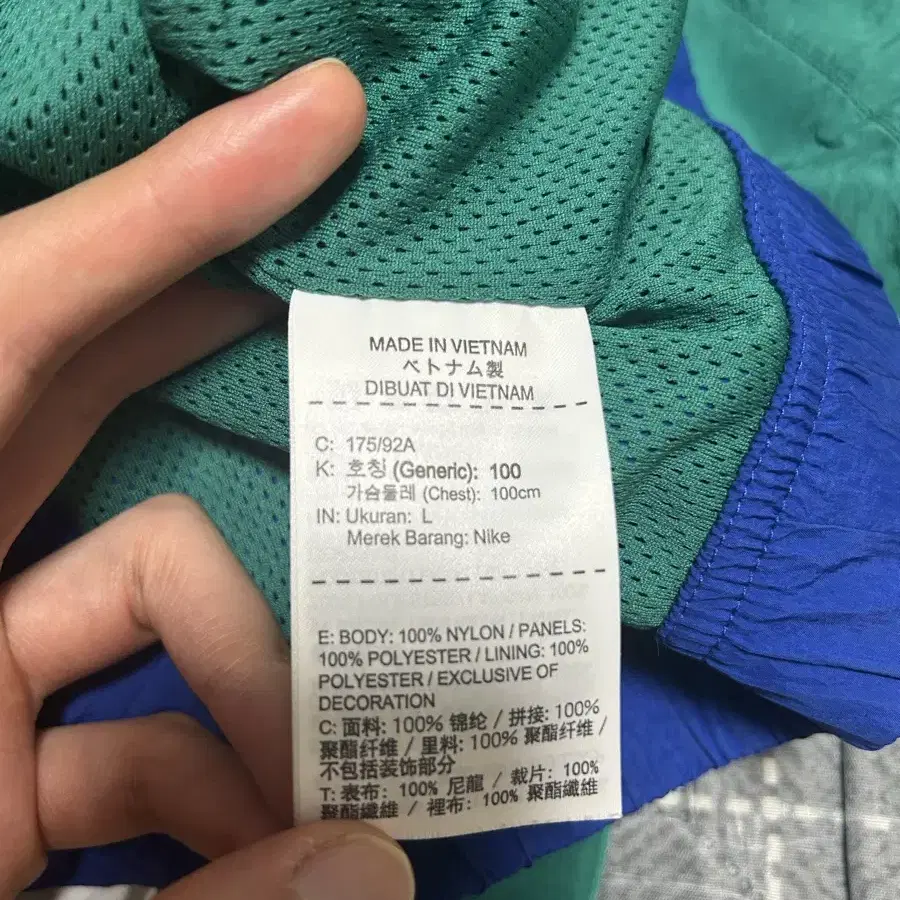 MADE IN VIETNAM
ベトナム製
DIBUAT DI VIETNAM
C: 175/92A
K: 호칭 (Generic): 100
가슴둘레 (Chest): 100cm
IN: Ukuran: L
Merek Barang: Nike
E: BODY: 100% NYLON / PANELS:
100% POLYESTER / LINING: 100%
POLYESTER / EXCLUSIVE OF
DECORATION
C: 面料: 100% 锦纶 / 拼接: 100%
聚酯纤维 / 里料: 100% 聚酯纤维 /
不包括装饰部分
T: 表布: 100% 尼龍 / 裁片: 100%
聚酯纖維 / 裡布: 100% 聚酯纖維